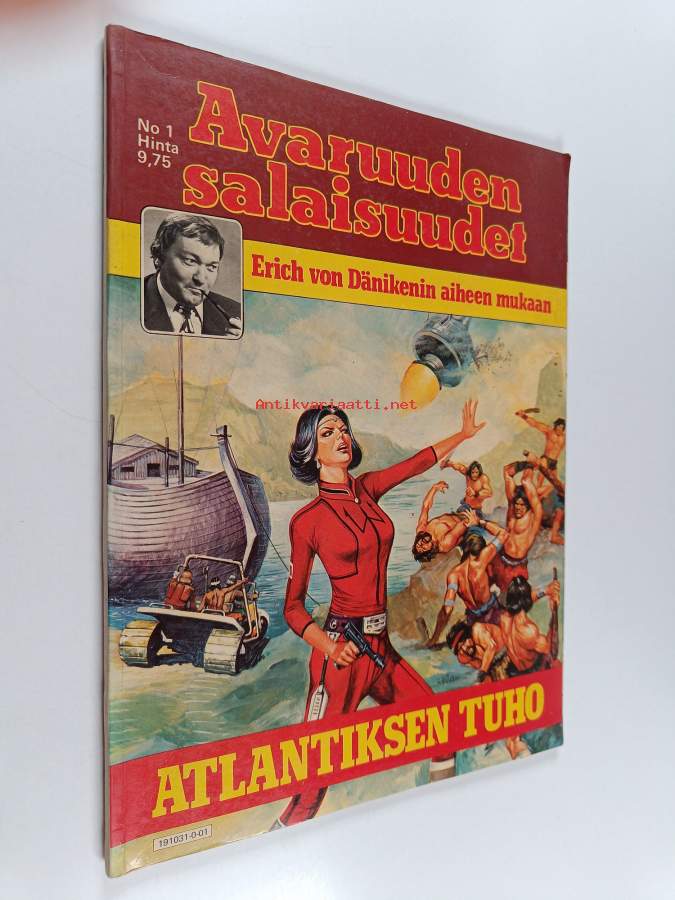 No 1
Hinta
9,75
Avaruuden
salaisuudet
Erich von Dänikenin aiheen mukaan
Antikvariaatti.net
ATLANTIKSEN TUHO
191031-0-01